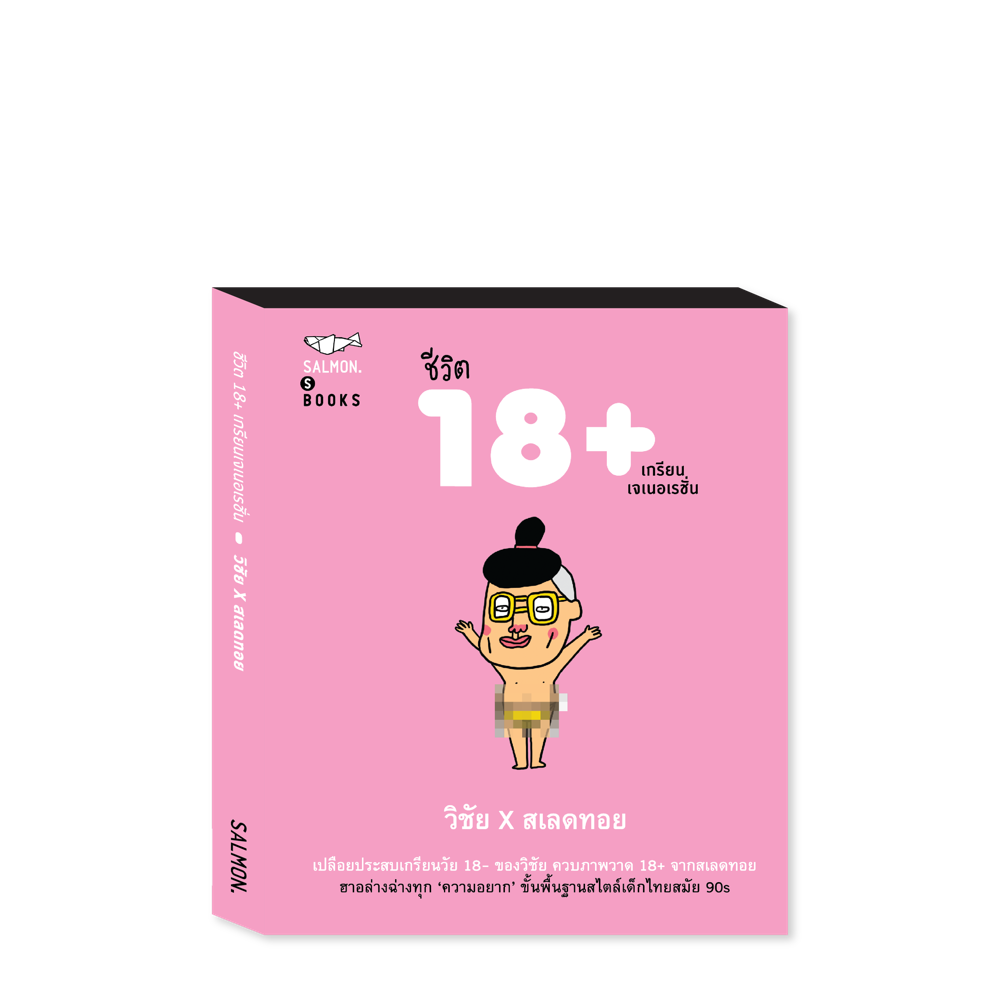 SALMON.
S
BOOKS
ชีวิต
18+
เกรียน
เจเนอเรชั่น
วิชัย X สเลดทอย
เปลือยประสบเกรียนวัย 18- ของวิชัย ควบภาพวาด 18+ จากสเลดทอย
ฮาอล่างฉ่างทุก ‘ความอยาก’ ขั้นพื้นฐานสไตล์เด็กไทยสมัย 90s
ชีวิต 18+ เกรียนเจเนอเรชั่น • วิชัย X สเลดทอย
SALMON.